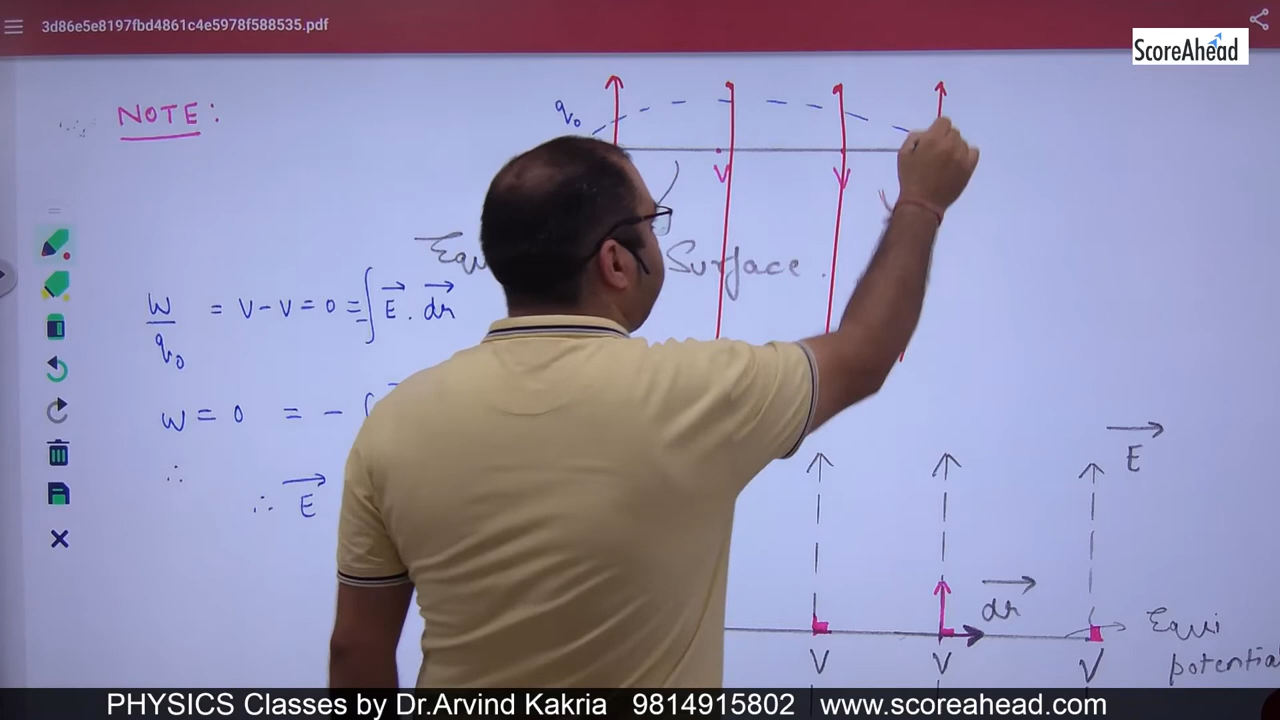 3d86e5e8197fbd4861c4e5978f588535.pdf
ScoreAhead
NOTE:
q₀
V V
Surface.
W/q₀ = V-V=0 = ∫E⃗ . dr⃗
W = 0 = -
∴
∴ E⃗
E⃗
dr⃗
Equi
potential
V V V
PHYSICS Classes by Dr.Arvind Kakria 9814915802 www.scoreahead.com